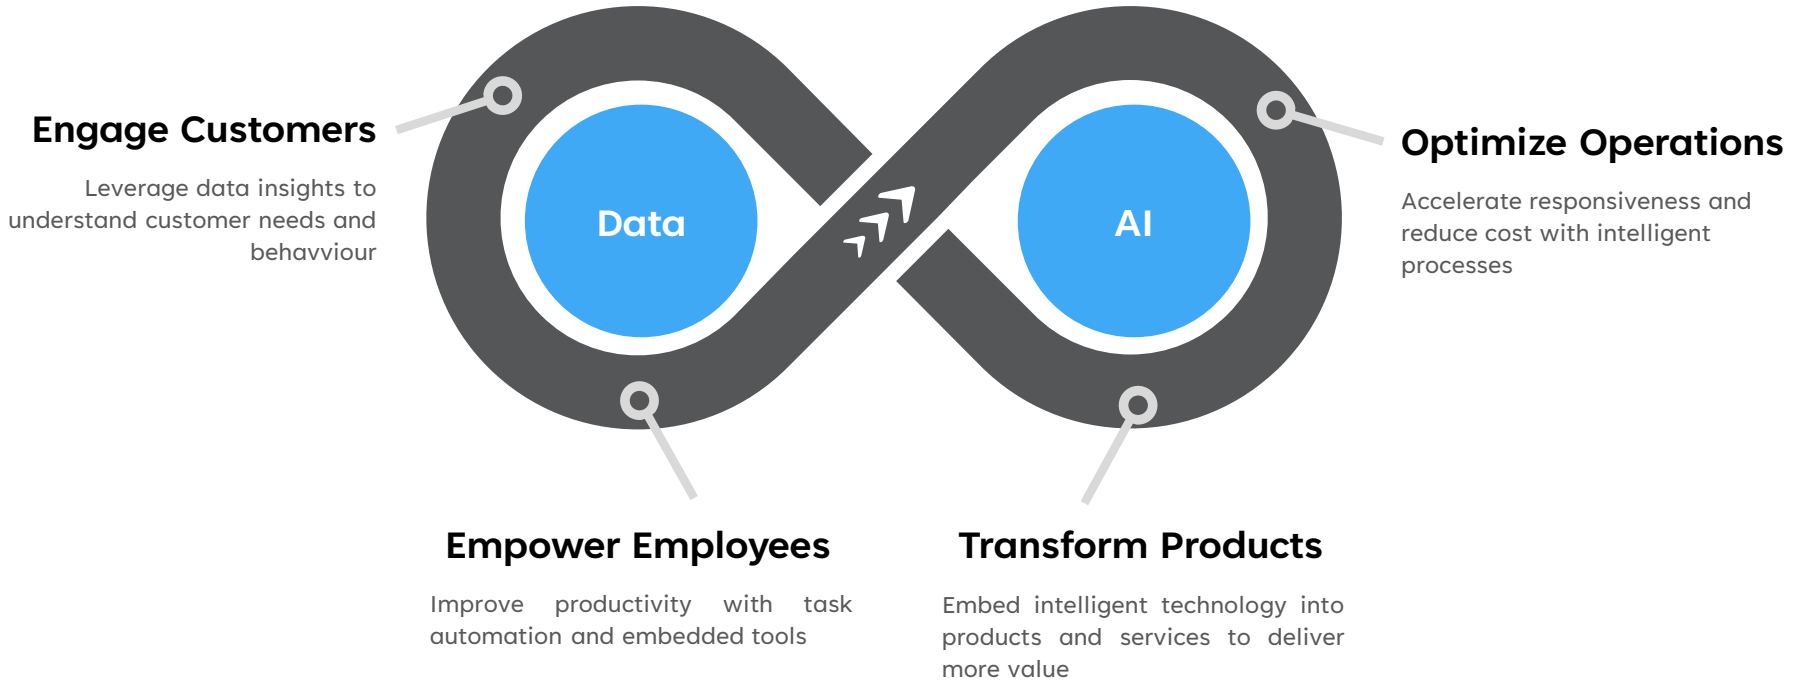 Engage Customers
Leverage data insights to
understand customer needs and
behavviour
Data
AI
Optimize Operations
Accelerate responsiveness and
reduce cost with intelligent
processes
Empower Employees
Improve productivity with task
automation and embedded tools
Transform Products
Embed intelligent technology into
products and services to deliver
more value